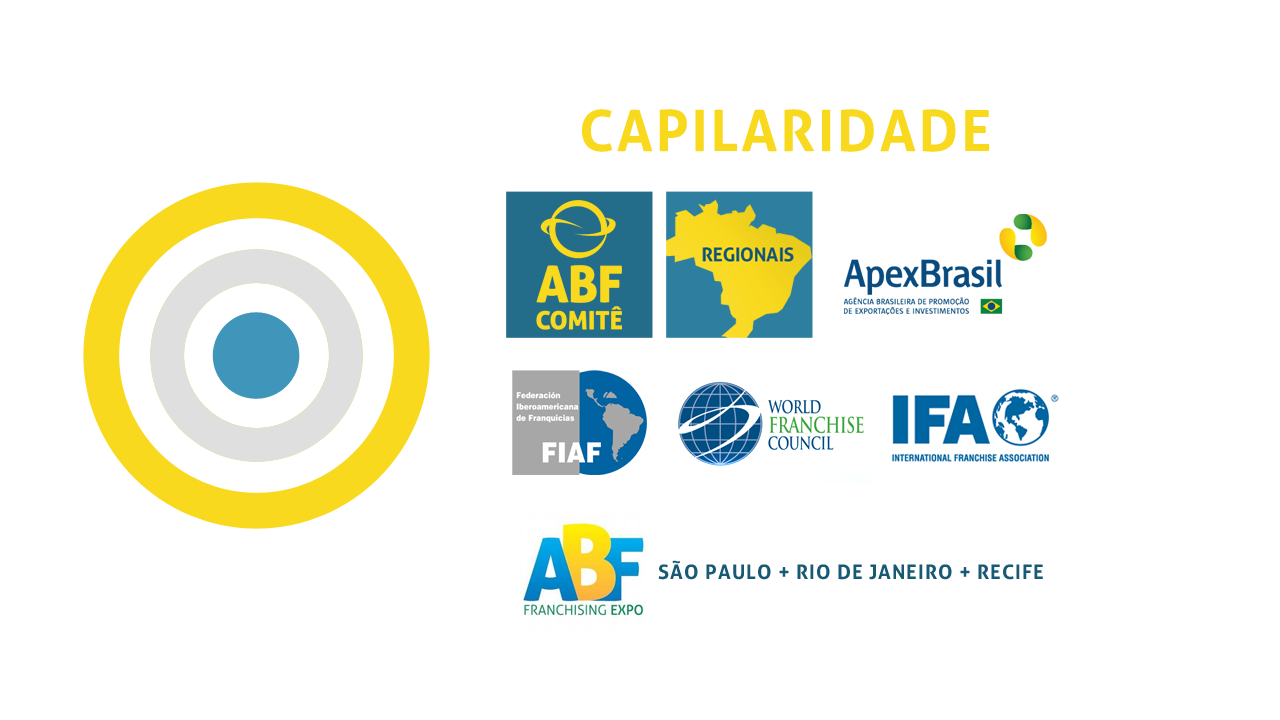 CAPILARIDADE
ABF
COMITÊ
REGIONAIS
ApexBrasil
AGÊNCIA BRASILEIRA DE PROMOÇÃO
DE EXPORTAÇÕES E INVESTIMENTOS
Federación
Iberoamericana
de Franquicias
FIAF
WORLD
FRANCHISE
COUNCIL
IFA ®
INTERNATIONAL FRANCHISE ASSOCIATION
ABF
FRANCHISING EXPO
SÃO PAULO + RIO DE JANEIRO + RECIFE